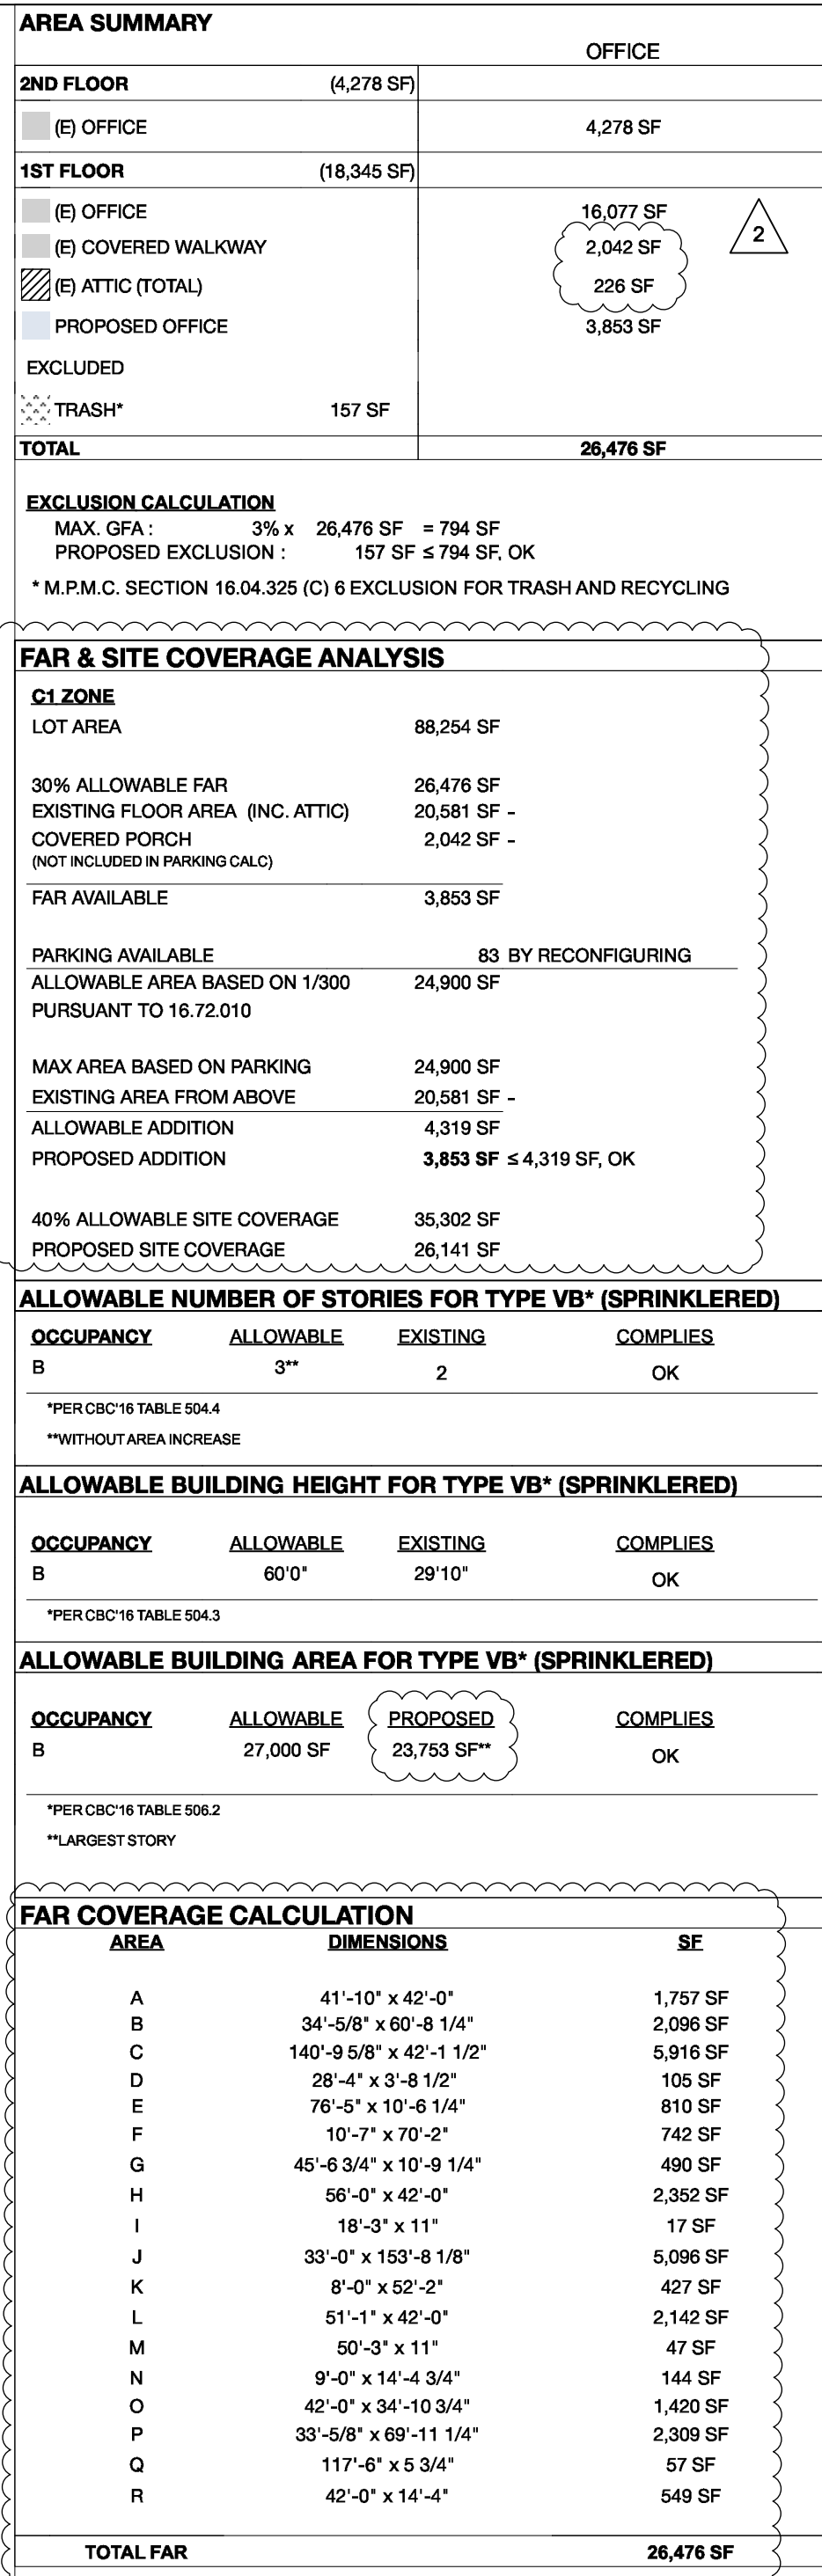 AREA SUMMARY
OFFICE
2ND FLOOR (4,278 SF)
(E) OFFICE 4,278 SF
1ST FLOOR (18,345 SF)
(E) OFFICE 16,077 SF
(E) COVERED WALKWAY 2,042 SF 2
(E) ATTIC (TOTAL) 226 SF
PROPOSED OFFICE 3,853 SF
EXCLUDED
TRASH* 157 SF
TOTAL 26,476 SF
EXCLUSION CALCULATION
MAX. GFA : 3% x 26,476 SF = 794 SF
PROPOSED EXCLUSION : 157 SF ≤ 794 SF, OK
* M.P.M.C. SECTION 16.04.325 (C) 6 EXCLUSION FOR TRASH AND RECYCLING
FAR & SITE COVERAGE ANALYSIS
C1 ZONE
LOT AREA 88,254 SF
30% ALLOWABLE FAR 26,476 SF
EXISTING FLOOR AREA (INC. ATTIC) 20,581 SF -
COVERED PORCH 2,042 SF -
(NOT INCLUDED IN PARKING CALC)
FAR AVAILABLE 3,853 SF
PARKING AVAILABLE 83 BY RECONFIGURING
ALLOWABLE AREA BASED ON 1/300 24,900 SF
PURSUANT TO 16.72.010
MAX AREA BASED ON PARKING 24,900 SF
EXISTING AREA FROM ABOVE 20,581 SF -
ALLOWABLE ADDITION 4,319 SF
PROPOSED ADDITION 3,853 SF ≤ 4,319 SF, OK
40% ALLOWABLE SITE COVERAGE 35,302 SF
PROPOSED SITE COVERAGE 26,141 SF
ALLOWABLE NUMBER OF STORIES FOR TYPE VB* (SPRINKLERED)
OCCUPANCY ALLOWABLE EXISTING COMPLIES
B 3** 2 OK
*PER CBC'16 TABLE 504.4
**WITHOUT AREA INCREASE
ALLOWABLE BUILDING HEIGHT FOR TYPE VB* (SPRINKLERED)
OCCUPANCY ALLOWABLE EXISTING COMPLIES
B 60'0" 29'10" OK
*PER CBC'16 TABLE 504.3
ALLOWABLE BUILDING AREA FOR TYPE VB* (SPRINKLERED)
OCCUPANCY ALLOWABLE PROPOSED COMPLIES
B 27,000 SF 23,753 SF** OK
*PER CBC'16 TABLE 506.2
**LARGEST STORY
FAR COVERAGE CALCULATION
AREA DIMENSIONS SF
A 41'-10" x 42'-0" 1,757 SF
B 34'-5/8" x 60'-8 1/4" 2,096 SF
C 140'-9 5/8" x 42'-1 1/2" 5,916 SF
D 28'-4" x 3'-8 1/2" 105 SF
E 76'-5" x 10'-6 1/4" 810 SF
F 10'-7" x 70'-2" 742 SF
G 45'-6 3/4" x 10'-9 1/4" 490 SF
H 56'-0" x 42'-0" 2,352 SF
I 18'-3" x 11" 17 SF
J 33'-0" x 153'-8 1/8" 5,096 SF
K 8'-0" x 52'-2" 427 SF
L 51'-1" x 42'-0" 2,142 SF
M 50'-3" x 11" 47 SF
N 9'-0" x 14'-4 3/4" 144 SF
O 42'-0" x 34'-10 3/4" 1,420 SF
P 33'-5/8" x 69'-11 1/4" 2,309 SF
Q 117'-6" x 5 3/4" 57 SF
R 42'-0" x 14'-4" 549 SF
TOTAL FAR 26,476 SF